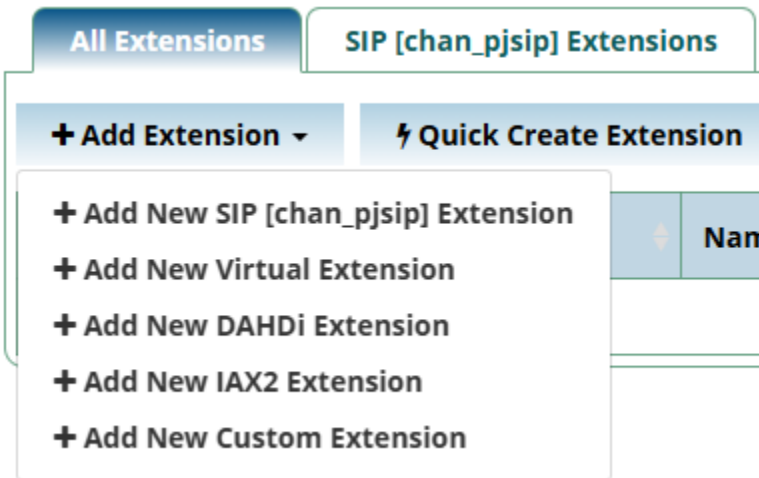 All Extensions
SIP [chan_pjsip] Extensions
Add Extension
Quick Create Extension
Add New SIP [chan_pjsip] Extension
Add New Virtual Extension
Add New DAHDi Extension
Add New IAX2 Extension
Add New Custom Extension